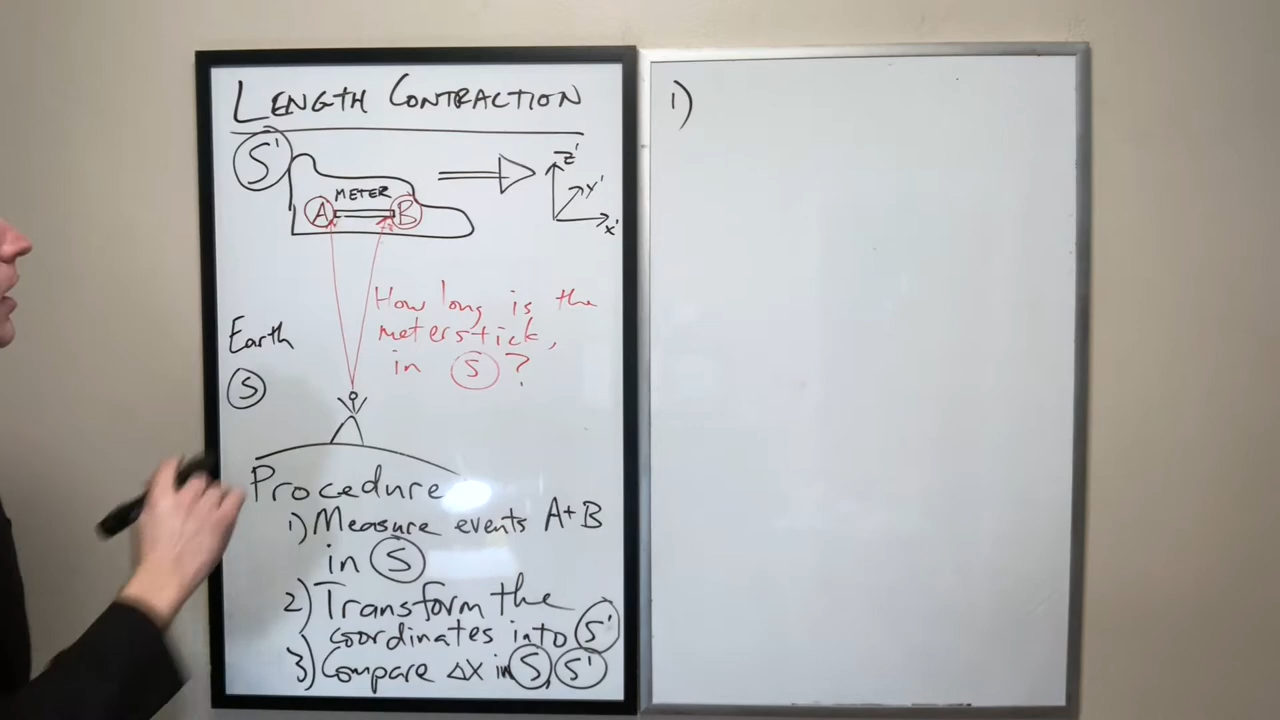 LENGTH CONTRACTION
S'
METER
A
B
z'
y'
x'
How long is the
meterstick,
in S ?
Earth
S
Procedure
1) Measure events A+B
in S
2) Transform the
coordinates into S'
3) Compare Δx in S, S'
1)